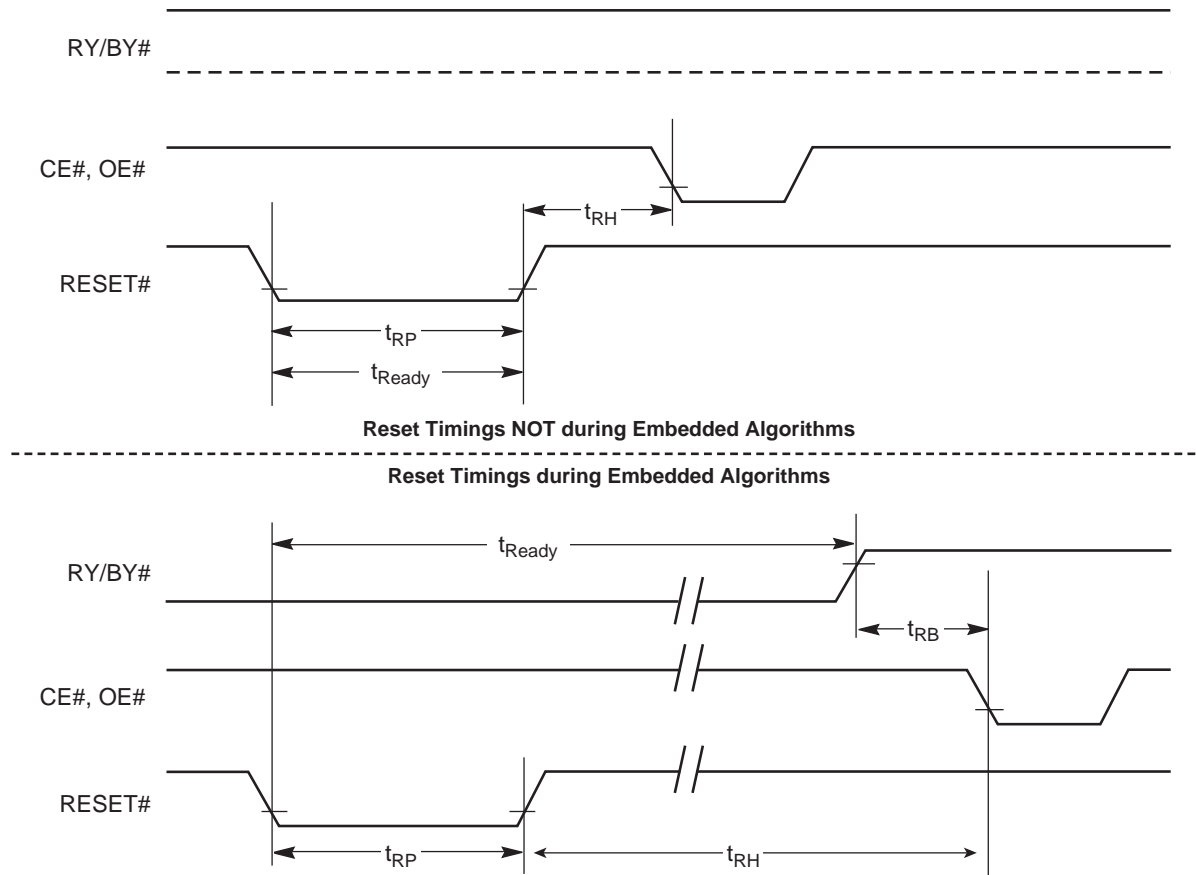 RY/BY#
CE#, OE#
tRH
RESET#
tRP
tReady
Reset Timings NOT during Embedded Algorithms
Reset Timings during Embedded Algorithms
tReady
RY/BY#
tRB
CE#, OE#
RESET#
tRP
tRH